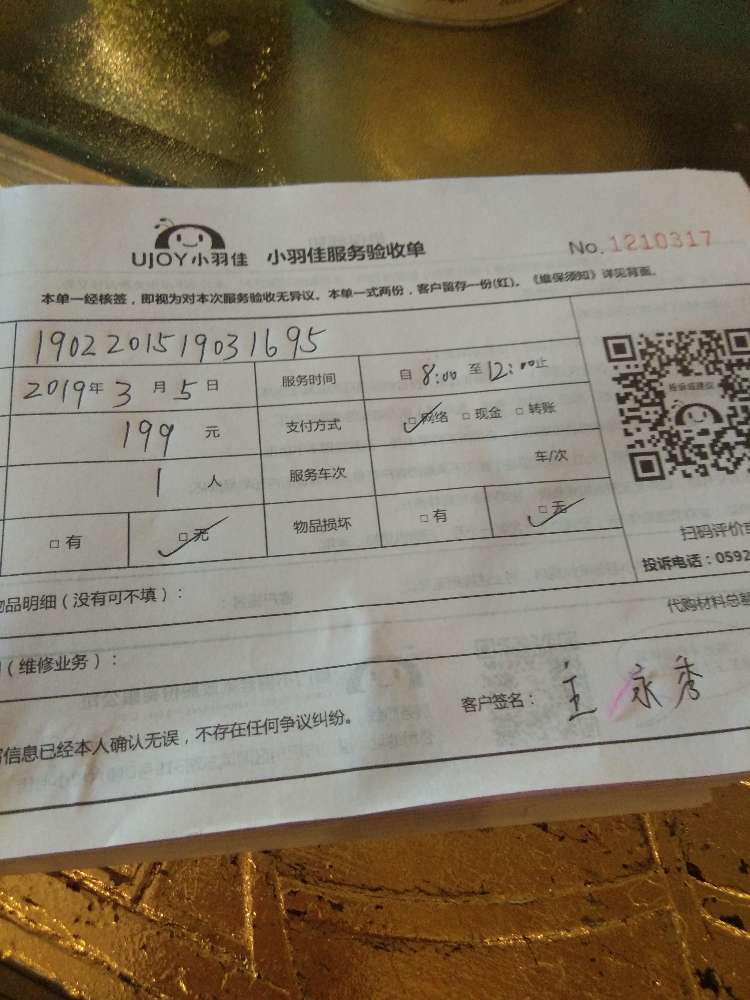 UJOY小羽佳 小羽佳服务验收单 No. 1210317
本单一经核签，即视为对本次服务验收无异议。本单一式两份，客户留存一份(红)。《维保须知》详见背面。
1902201519031695
2019年3月5日 服务时间 自8:00至12:00止
199元 支付方式 □网络 □现金 □转账
1人 服务车次 车/次
□有 □无 物品损坏 □有 □无
投诉或建议
扫码评价
投诉电话：0592
品明细（没有可不填）： 代购材料总
（维修业务）：
信息已经本人确认无误，不存在任何争议纠纷。 客户签名：王永秀